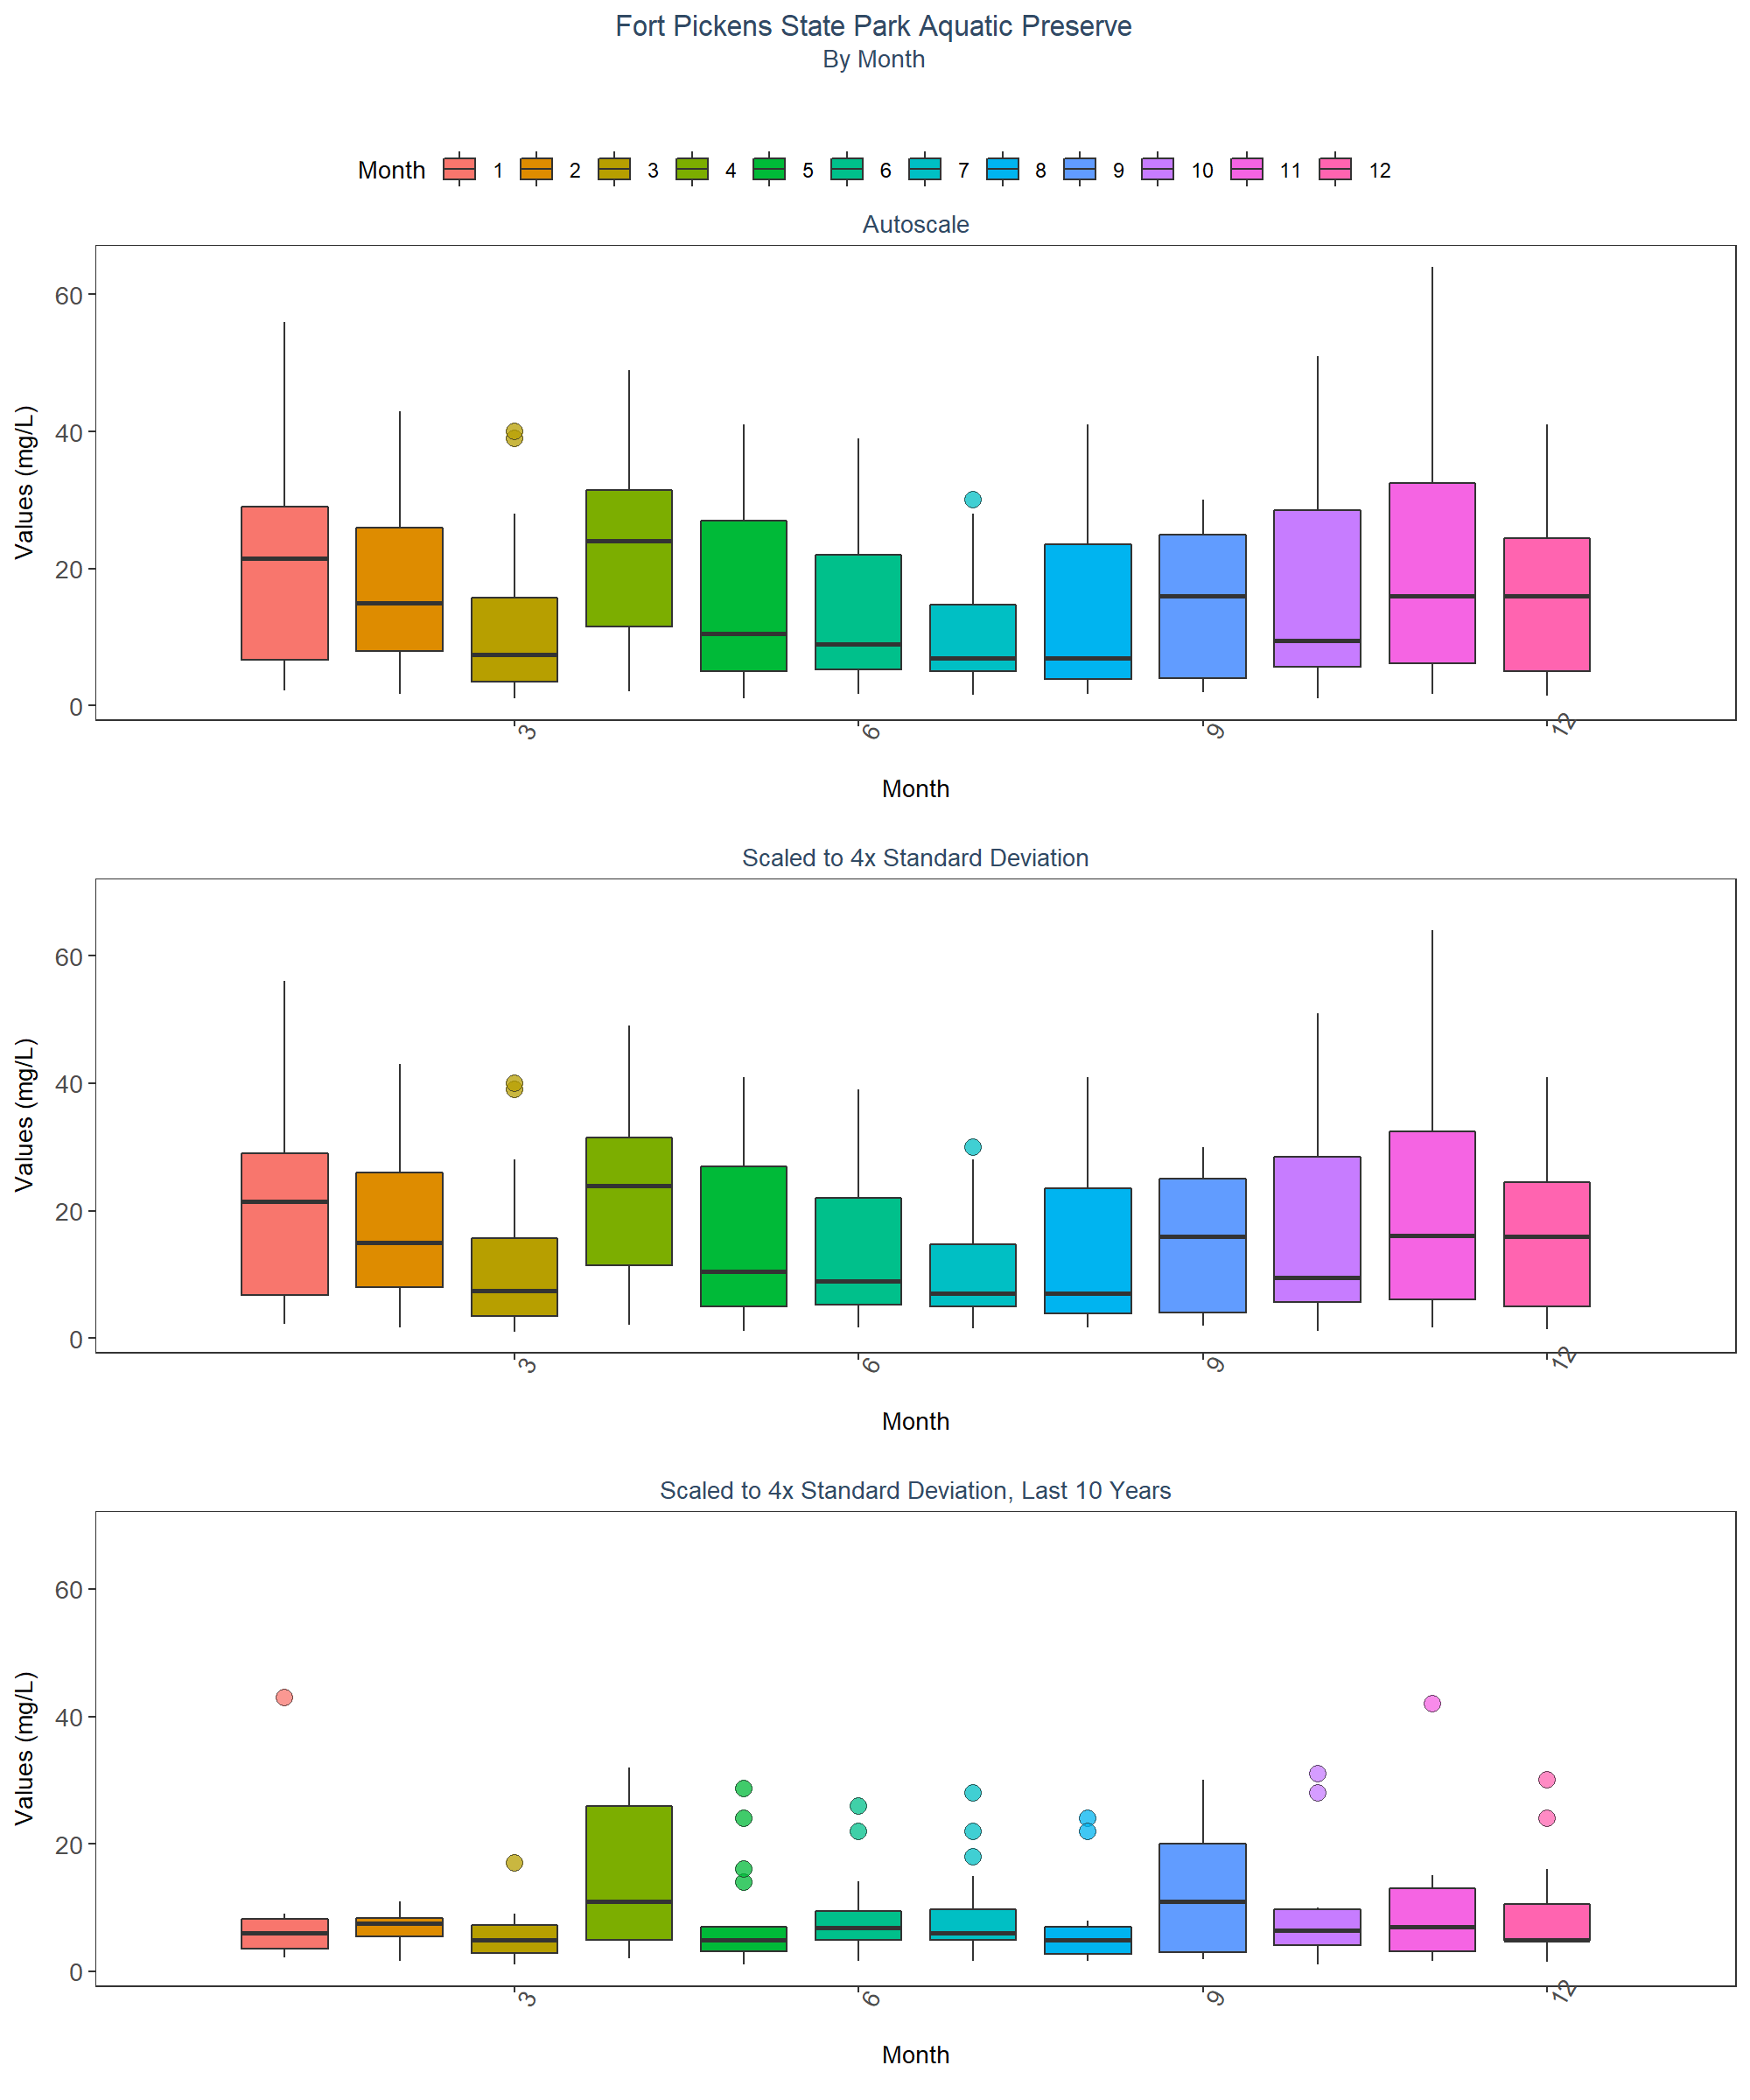 Fort Pickens State Park Aquatic Preserve
By Month
Month 1 2 3 4 5 6 7 8 9 10 11 12
Autoscale
Values (mg/L)
60
40
20
0
3 6 9 12
Month
Scaled to 4x Standard Deviation
Values (mg/L)
60
40
20
0
3 6 9 12
Month
Scaled to 4x Standard Deviation, Last 10 Years
Values (mg/L)
60
40
20
0
3 6 9 12
Month